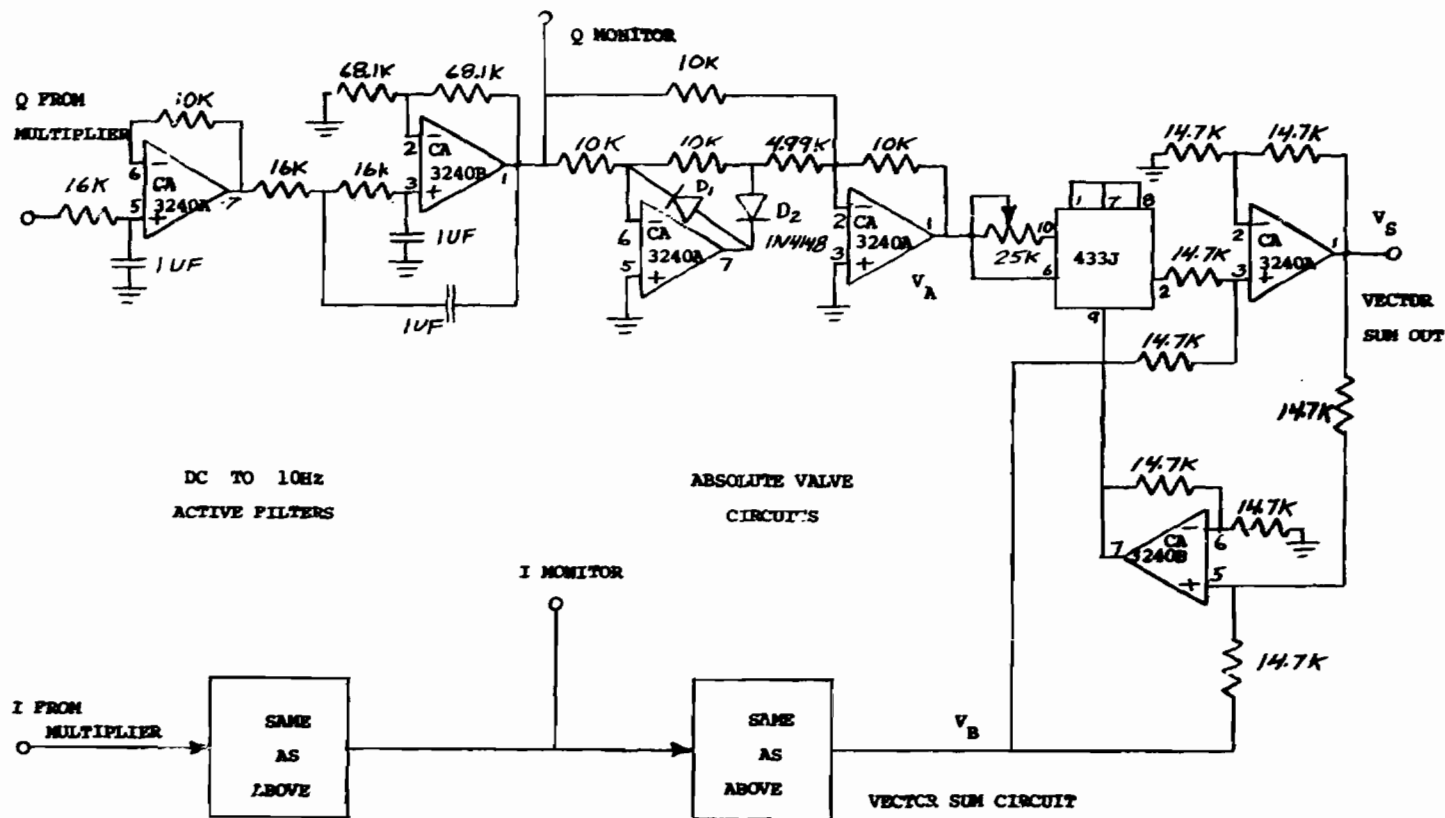 Q MONITOR
Q FROM
MULTIPLIER
16K
10K
6
5
7
CA
3240A
1UF
16K
16K
68.1K
68.1K
2
3
1
CA
3240B
1UF
1UF
10K
10K
10K
4.99K
10K
D1
D2
1N4148
6
5
7
CA
3240A
2
3
1
CA
3240A
VA
25K
10
6
1
7
8
433J
2
9
14.7K
14.7K
14.7K
2
3
1
CA
3240A
VS
VECTOR
SUM OUT
14.7K
14.7K
14.7K
14.7K
7
6
5
CA
3240B
14.7K
DC TO 10Hz
ACTIVE FILTERS
ABSOLUTE VALVE
CIRCUITS
I MONITOR
I FROM
MULTIPLIER
SAME
AS
ABOVE
SAME
AS
ABOVE
VB
VECTOR SUM CIRCUIT